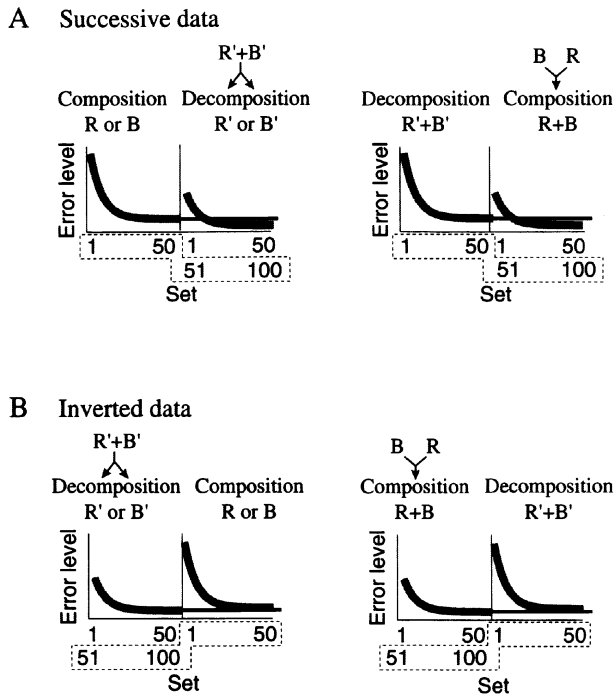 A Successive data
R'+B'
Composition Decomposition
R or B R' or B'
Error level
1 50 1 50
51 100
Set
B R
Decomposition Composition
R'+B' R+B
Error level
1 50 1 50
51 100
Set
B Inverted data
R'+B'
Decomposition Composition
R' or B' R or B
Error level
1 50 1 50
51 100
Set
B R
Composition Decomposition
R+B R'+B'
Error level
1 50 1 50
51 100
Set